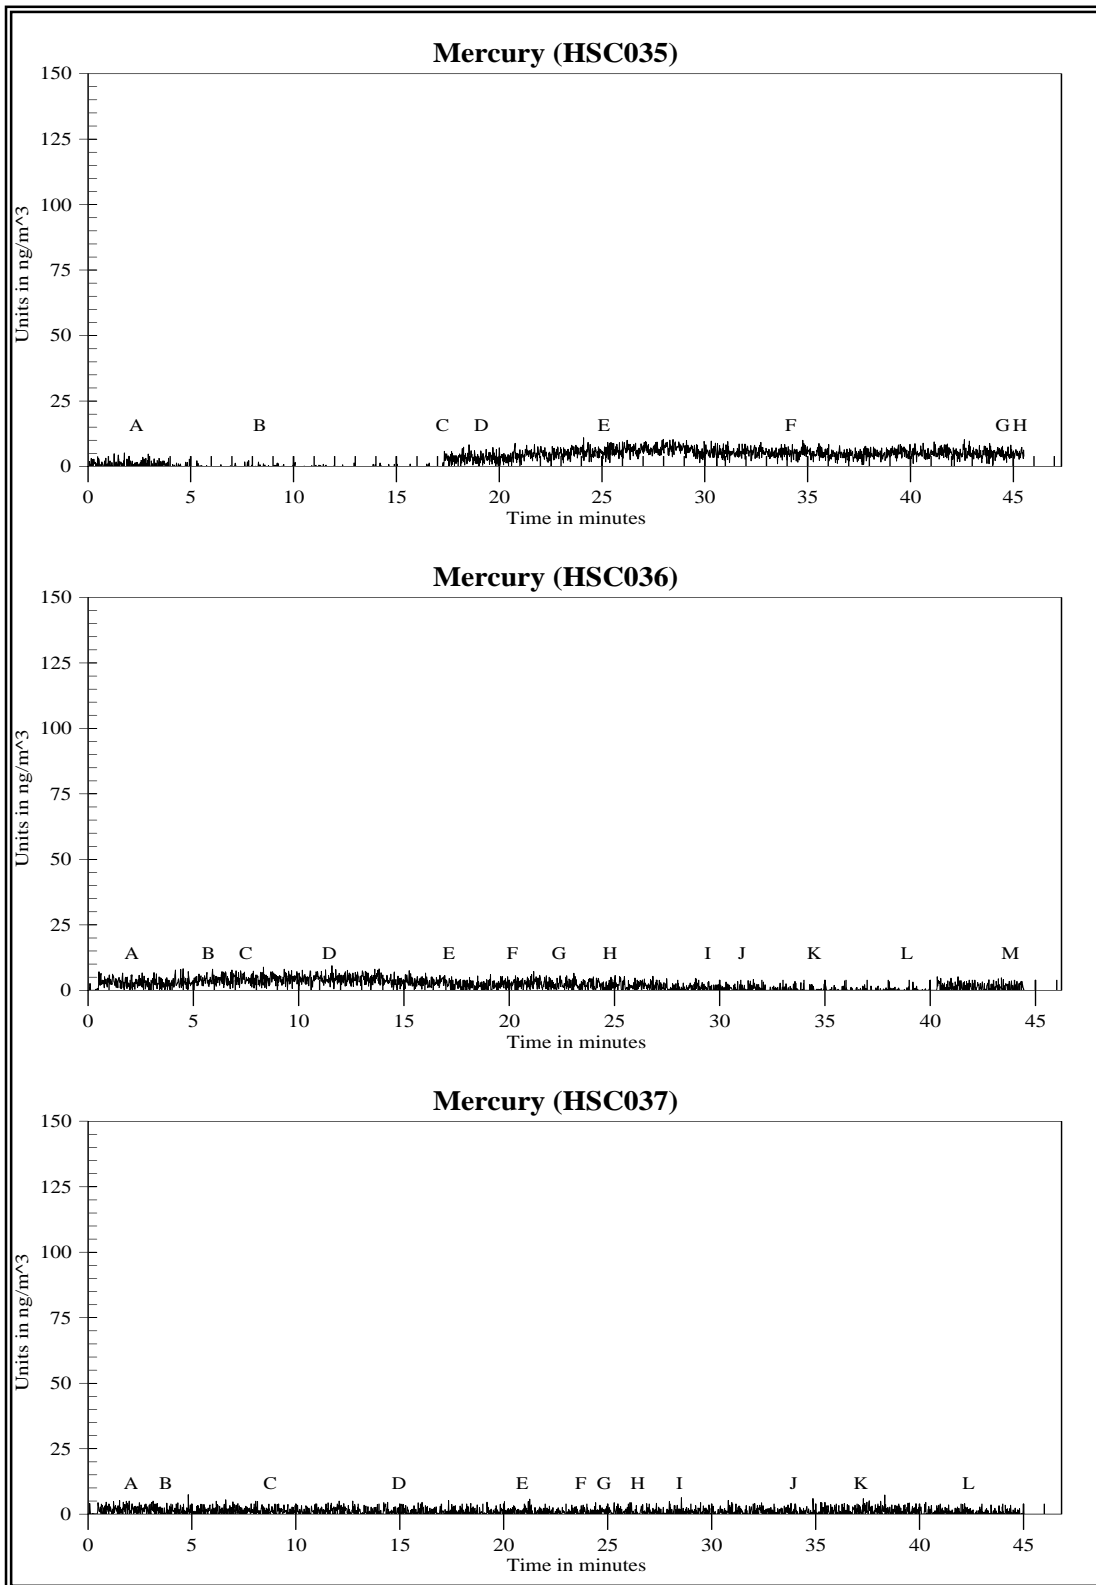 Mercury (HSC035)
150
125
100
75
50
25
0
Units in ng/m^3
A B C D E F G H
0 5 10 15 20 25 30 35 40 45
Time in minutes
Mercury (HSC036)
150
125
100
75
50
25
0
Units in ng/m^3
A B C D E F G H I J K L M
0 5 10 15 20 25 30 35 40 45
Time in minutes
Mercury (HSC037)
150
125
100
75
50
25
0
Units in ng/m^3
A B C D E F G H I J K L
0 5 10 15 20 25 30 35 40 45
Time in minutes